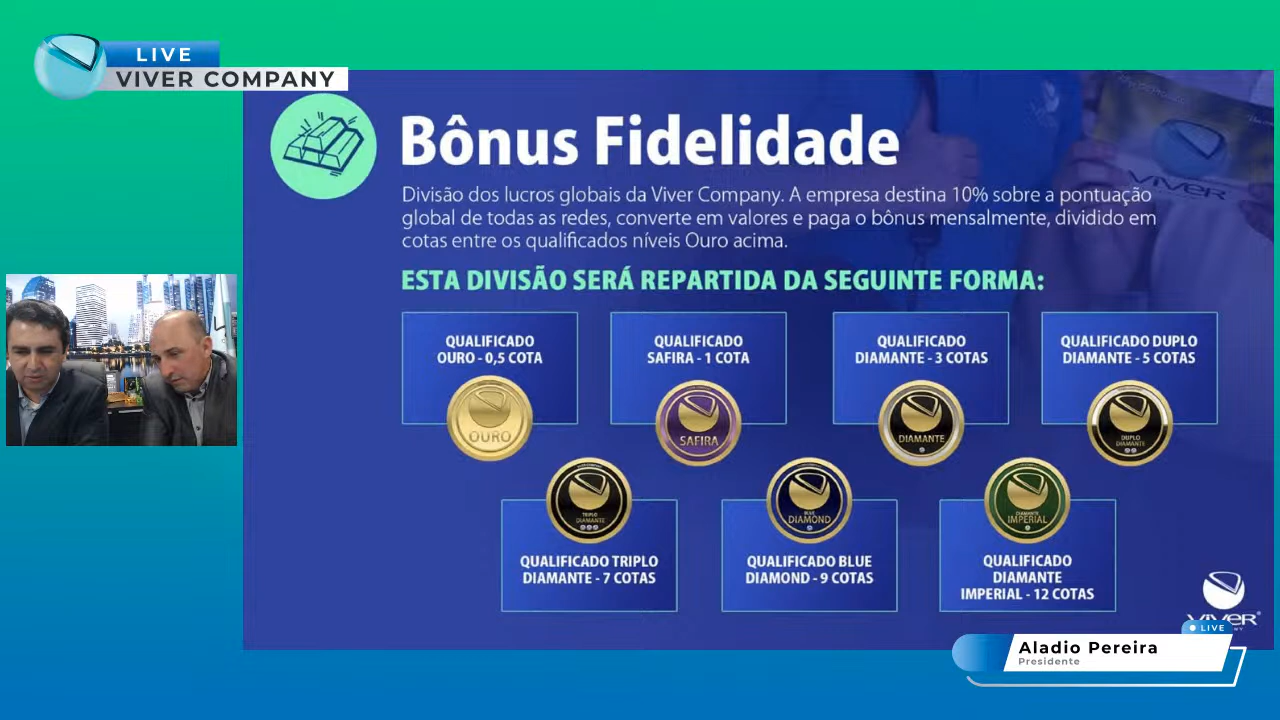 LIVE
VIVER COMPANY
Bônus Fidelidade
Divisão dos lucros globais da Viver Company. A empresa destina 10% sobre a pontuação
global de todas as redes, converte em valores e paga o bônus mensalmente, dividido em
cotas entre os qualificados níveis Ouro acima.
ESTA DIVISÃO SERÁ REPARTIDA DA SEGUINTE FORMA:
QUALIFICADO
OURO - 0,5 COTA
OURO
QUALIFICADO
SAFIRA - 1 COTA
SAFIRA
QUALIFICADO
DIAMANTE - 3 COTAS
DIAMANTE
QUALIFICADO DUPLO
DIAMANTE - 5 COTAS
DUPLO
DIAMANTE
TRIPLO
DIAMANTE
QUALIFICADO TRIPLO
DIAMANTE - 7 COTAS
BLUE
DIAMOND
QUALIFICADO BLUE
DIAMOND - 9 COTAS
DIAMANTE
IMPERIAL
QUALIFICADO
DIAMANTE
IMPERIAL - 12 COTAS
VIVER
VIVER
LIVE
Aladio Pereira
Presidente